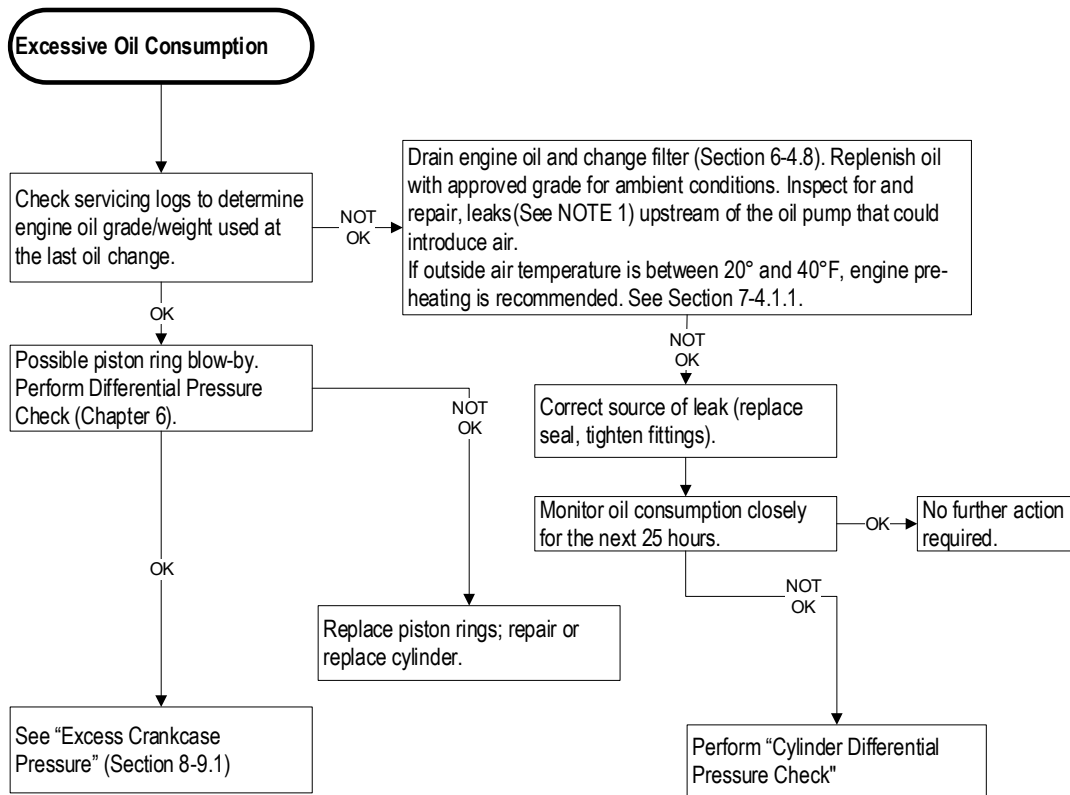 Excessive Oil Consumption
Check servicing logs to determine
engine oil grade/weight used at
the last oil change.
NOT
OK
Drain engine oil and change filter (Section 6-4.8). Replenish oil
with approved grade for ambient conditions. Inspect for and
repair, leaks(See NOTE 1) upstream of the oil pump that could
introduce air.
If outside air temperature is between 20° and 40°F, engine pre-
heating is recommended. See Section 7-4.1.1.
OK
Possible piston ring blow-by.
Perform Differential Pressure
Check (Chapter 6).
NOT
OK
NOT
OK
Correct source of leak (replace
seal, tighten fittings).
Monitor oil consumption closely
for the next 25 hours.
OK
No further action
required.
OK
NOT
OK
Replace piston rings; repair or
replace cylinder.
See “Excess Crankcase
Pressure” (Section 8-9.1)
Perform “Cylinder Differential
Pressure Check"